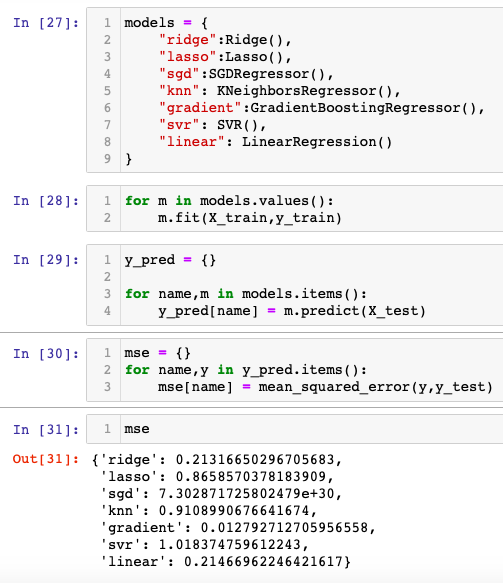 In [27]:
1 models = {
2     "ridge":Ridge(),
3     "lasso":Lasso(),
4     "sgd":SGDRegressor(),
5     "knn": KNeighborsRegressor(),
6     "gradient":GradientBoostingRegressor(),
7     "svr": SVR(),
8     "linear": LinearRegression()
9 }
In [28]:
1 for m in models.values():
2     m.fit(X_train,y_train)
In [29]:
1 y_pred = {}
2
3 for name,m in models.items():
4     y_pred[name] = m.predict(X_test)
In [30]:
1 mse = {}
2 for name,y in y_pred.items():
3     mse[name] = mean_squared_error(y,y_test)
In [31]:
1 mse
Out[31]: {'ridge': 0.21316650296705683,
 'lasso': 0.8658570378183909,
 'sgd': 7.302871725802479e+30,
 'knn': 0.9108990676641674,
 'gradient': 0.012792712705956558,
 'svr': 1.018374759612243,
 'linear': 0.21466962246421617}